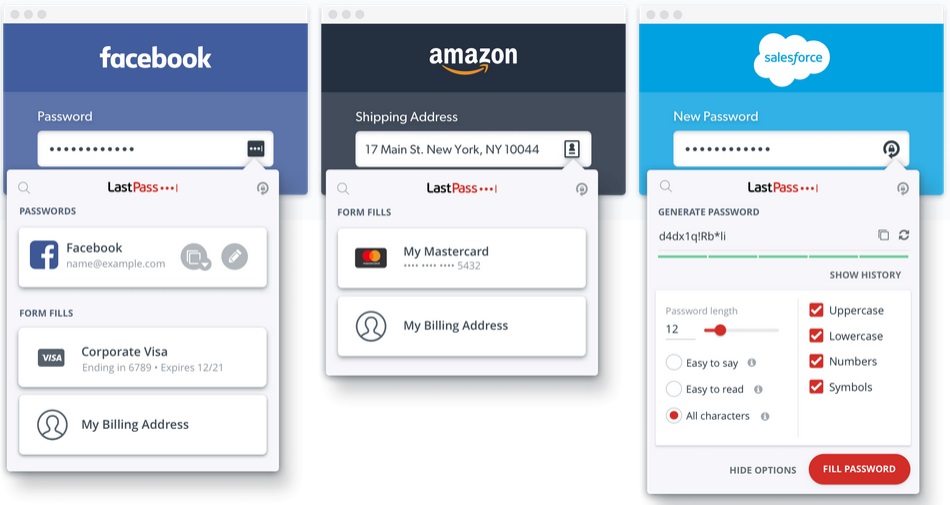 facebook
Password
••••••••••••
LastPass•••|
PASSWORDS
Facebook
name@example.com
FORM FILLS
VISA
Corporate Visa
Ending in 6789 • Expires 12/21
My Billing Address
amazon
Shipping Address
17 Main St. New York, NY 10044
LastPass•••|
FORM FILLS
My Mastercard
•••• •••• •••• 5432
My Billing Address
salesforce
New Password
••••••••••••
LastPass•••|
GENERATE PASSWORD
d4dx1q!Rb*li
SHOW HISTORY
Password length
12
Easy to say
Easy to read
All characters
Uppercase
Lowercase
Numbers
Symbols
HIDE OPTIONS
FILL PASSWORD